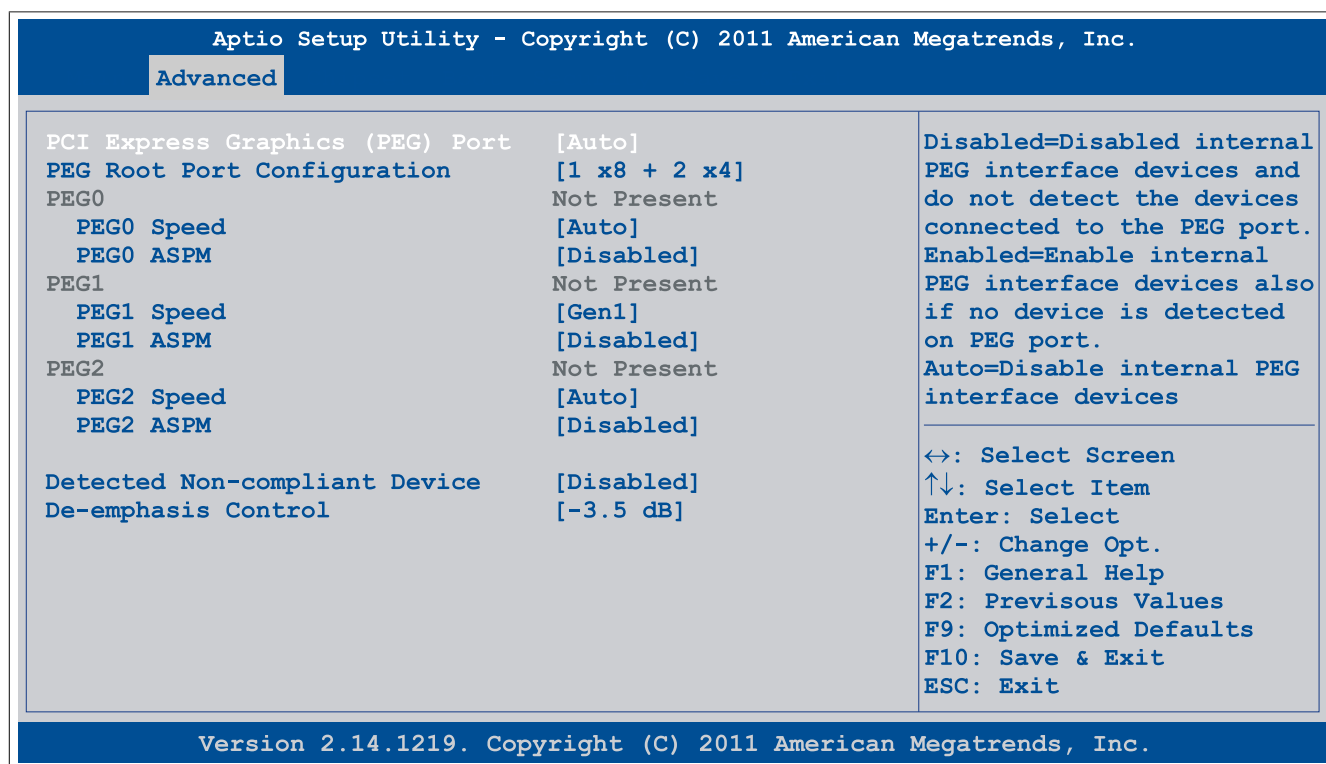 Aptio Setup Utility - Copyright (C) 2011 American Megatrends, Inc.
Advanced
PCI Express Graphics (PEG) Port [Auto]
PEG Root Port Configuration [1 x8 + 2 x4]
PEG0 Not Present
PEG0 Speed [Auto]
PEG0 ASPM [Disabled]
PEG1 Not Present
PEG1 Speed [Gen1]
PEG1 ASPM [Disabled]
PEG2 Not Present
PEG2 Speed [Auto]
PEG2 ASPM [Disabled]
Detected Non-compliant Device [Disabled]
De-emphasis Control [-3.5 dB]
Disabled=Disabled internal
PEG interface devices and
do not detect the devices
connected to the PEG port.
Enabled=Enable internal
PEG interface devices also
if no device is detected
on PEG port.
Auto=Disable internal PEG
interface devices
↔: Select Screen
↑↓: Select Item
Enter: Select
+/-: Change Opt.
F1: General Help
F2: Previsous Values
F9: Optimized Defaults
F10: Save & Exit
ESC: Exit
Version 2.14.1219. Copyright (C) 2011 American Megatrends, Inc.